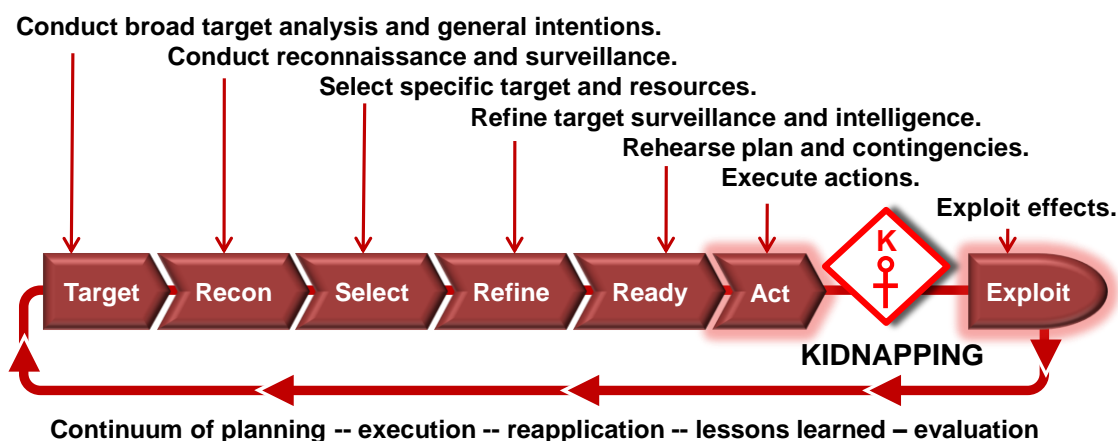 Conduct broad target analysis and general intentions.
Conduct reconnaissance and surveillance.
Select specific target and resources.
Refine target surveillance and intelligence.
Rehearse plan and contingencies.
Execute actions.
Exploit effects.
K
Target Recon Select Refine Ready Act Exploit
KIDNAPPING
Continuum of planning -- execution -- reapplication -- lessons learned – evaluation